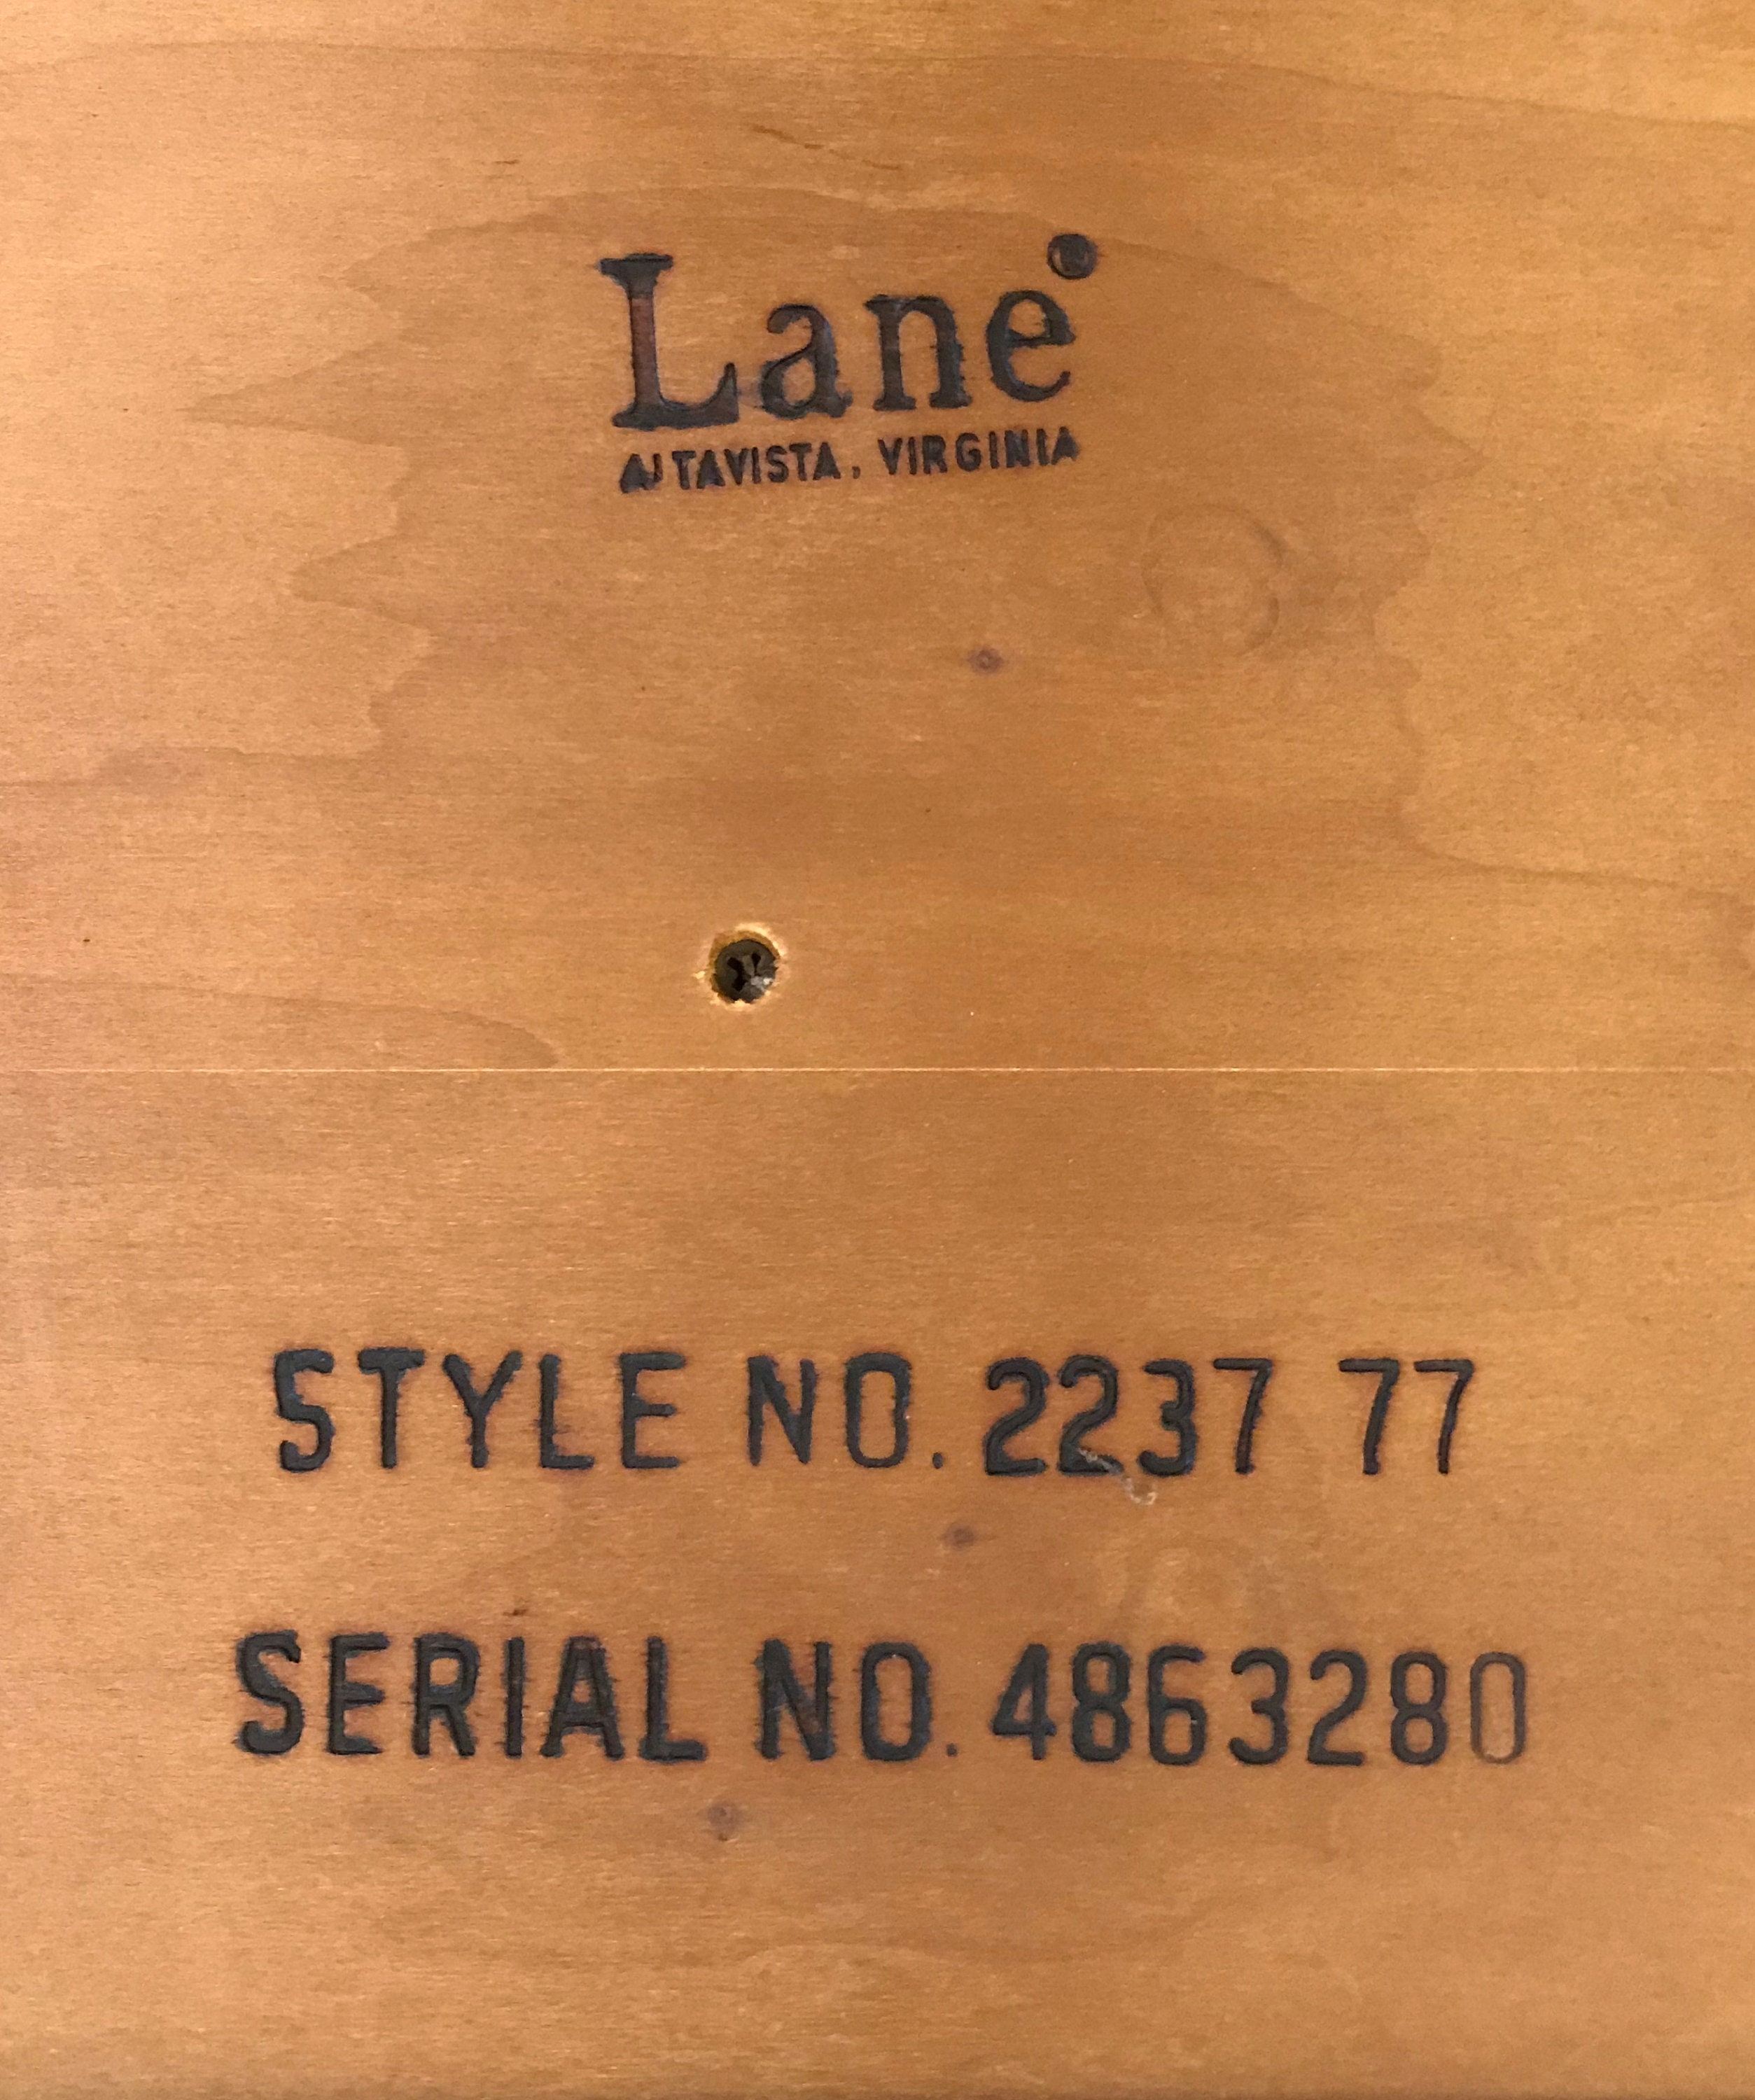 Lane®
ALTAVISTA, VIRGINIA
STYLE NO. 2237 77
SERIAL NO. 4863280